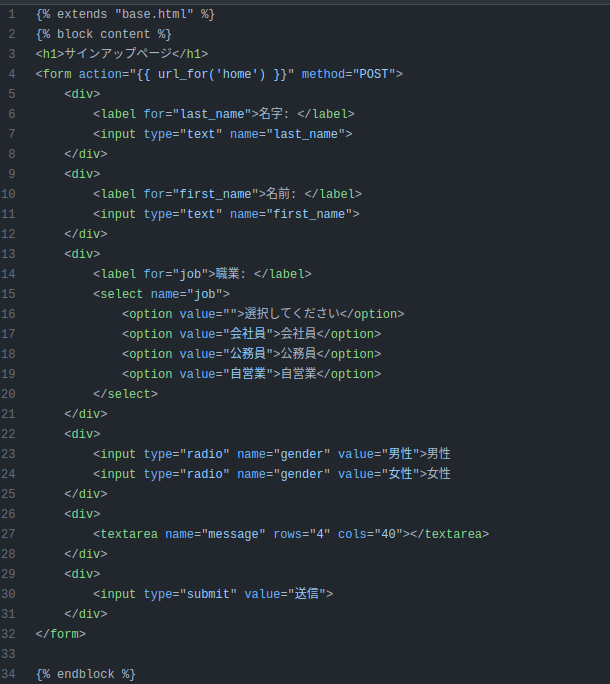 1 {% extends "base.html" %}
2 {% block content %}
3 <h1>サインアップページ</h1>
4 <form action="{{ url_for('home') }}" method="POST">
5     <div>
6         <label for="last_name">名字: </label>
7         <input type="text" name="last_name">
8     </div>
9     <div>
10         <label for="first_name">名前: </label>
11         <input type="text" name="first_name">
12     </div>
13     <div>
14         <label for="job">職業: </label>
15         <select name="job">
16             <option value="">選択してください</option>
17             <option value="会社員">会社員</option>
18             <option value="公務員">公務員</option>
19             <option value="自営業">自営業</option>
20         </select>
21     </div>
22     <div>
23         <input type="radio" name="gender" value="男性">男性
24         <input type="radio" name="gender" value="女性">女性
25     </div>
26     <div>
27         <textarea name="message" rows="4" cols="40"></textarea>
28     </div>
29     <div>
30         <input type="submit" value="送信">
31     </div>
32 </form>
33
34 {% endblock %}